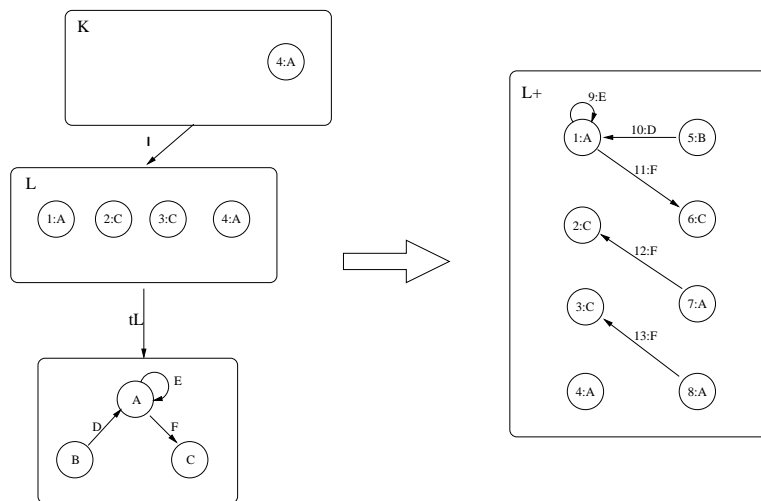 K
4:A
l
L
1:A 2:C 3:C 4:A
tL
E
A
D F
B C
L+
9:E
1:A 10:D 5:B
11:F
2:C 6:C
12:F
3:C 7:A
13:F
4:A 8:A